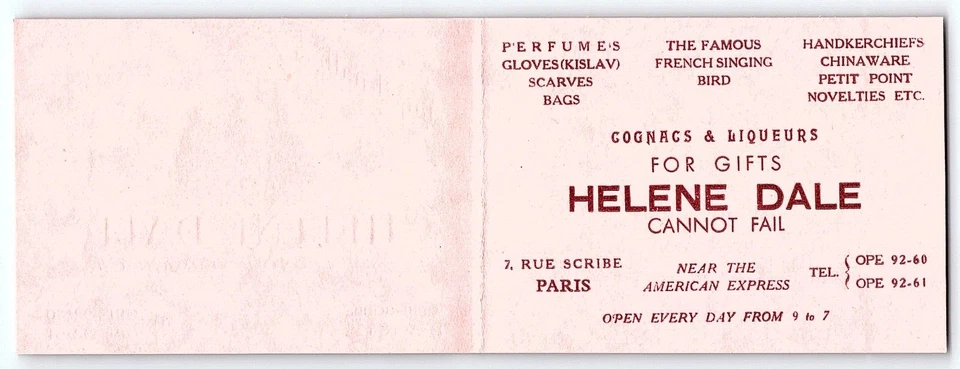 PERFUMES
GLOVES (KISLAV)
SCARVES
BAGS
THE FAMOUS
FRENCH SINGING
BIRD
HANDKERCHIEFS
CHINAWARE
PETIT POINT
NOVELTIES ETC.
COGNACS & LIQUEURS
FOR GIFTS
HELENE DALE
CANNOT FAIL
7, RUE SCRIBE
PARIS
NEAR THE
AMERICAN EXPRESS
TEL. { OPE 92-60
OPE 92-61
OPEN EVERY DAY FROM 9 to 7
HELENE DALE